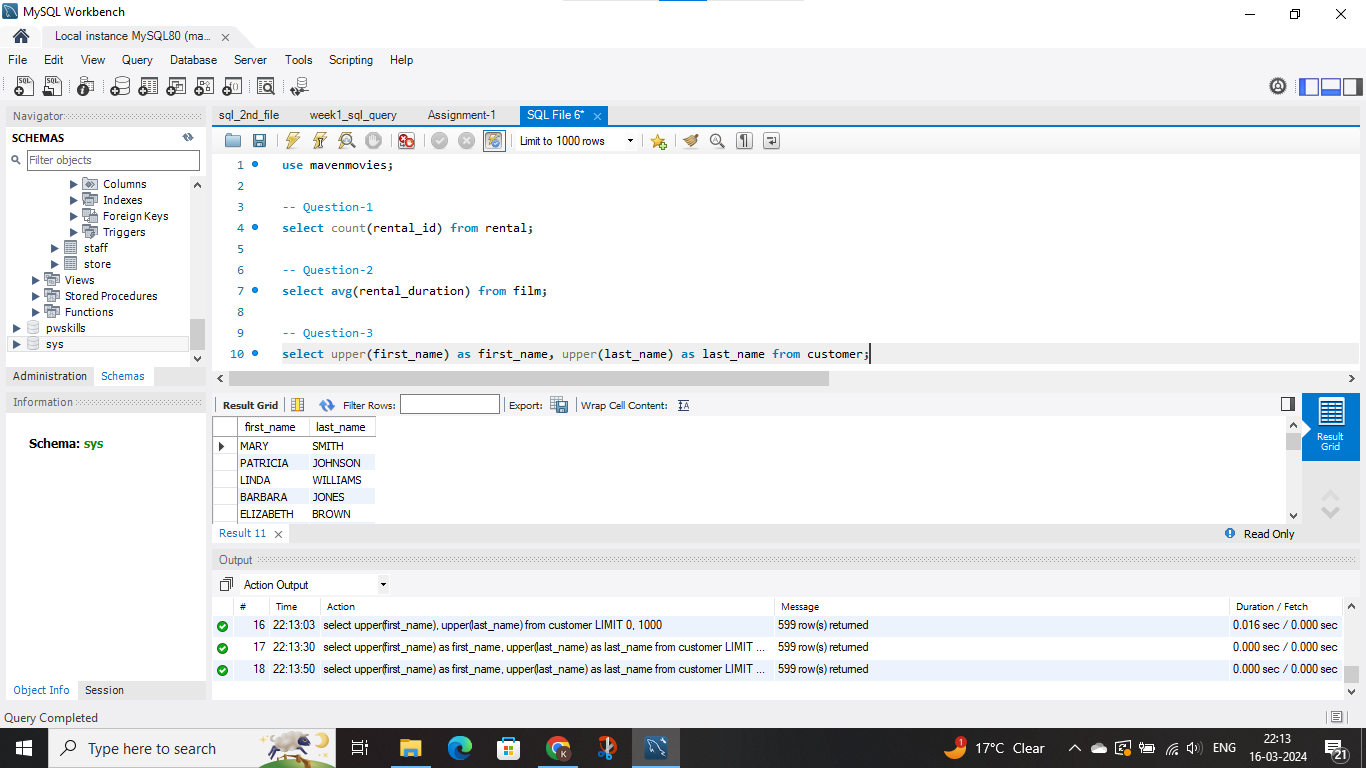 MySQL Workbench
Local instance MySQL80 (ma...
File Edit View Query Database Server Tools Scripting Help
Navigator
SCHEMAS
Filter objects
Columns
Indexes
Foreign Keys
Triggers
staff
store
Views
Stored Procedures
Functions
pwskills
sys
Administration Schemas
Information
Schema: sys
Object Info Session
sql_2nd_file week1_sql_query Assignment-1 SQL File 6*
Limit to 1000 rows
1 use mavenmovies;
2
3 -- Question-1
4 select count(rental_id) from rental;
5
6 -- Question-2
7 select avg(rental_duration) from film;
8
9 -- Question-3
10 select upper(first_name) as first_name, upper(last_name) as last_name from customer;
Result Grid Filter Rows: Export: Wrap Cell Content:
first_name last_name
MARY SMITH
PATRICIA JOHNSON
LINDA WILLIAMS
BARBARA JONES
ELIZABETH BROWN
Result Grid
Result 11 Read Only
Output
Action Output
# Time Action Message Duration / Fetch
16 22:13:03 select upper(first_name), upper(last_name) from customer LIMIT 0, 1000 599 row(s) returned 0.016 sec / 0.000 sec
17 22:13:30 select upper(first_name) as first_name, upper(last_name) as last_name from customer LIMIT ... 599 row(s) returned 0.000 sec / 0.000 sec
18 22:13:50 select upper(first_name) as first_name, upper(last_name) as last_name from customer LIMIT ... 599 row(s) returned 0.000 sec / 0.000 sec
Query Completed
Type here to search
K
17°C Clear
ENG
22:13
16-03-2024
21